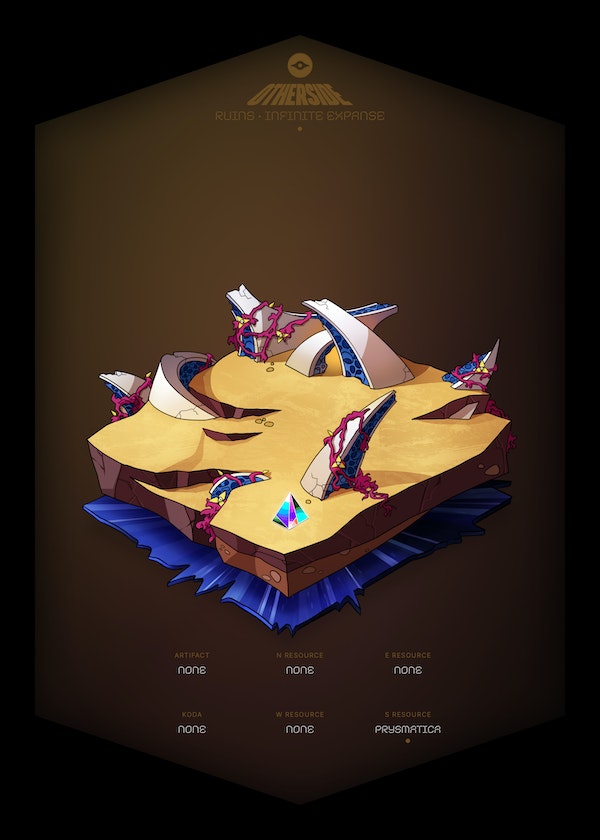 OTHERSIDE
RUINS - INFINITE EXPANSE
ARTIFACT
NONE
N RESOURCE
NONE
E RESOURCE
NONE
KODA
NONE
W RESOURCE
NONE
S RESOURCE
PRYSMATICA